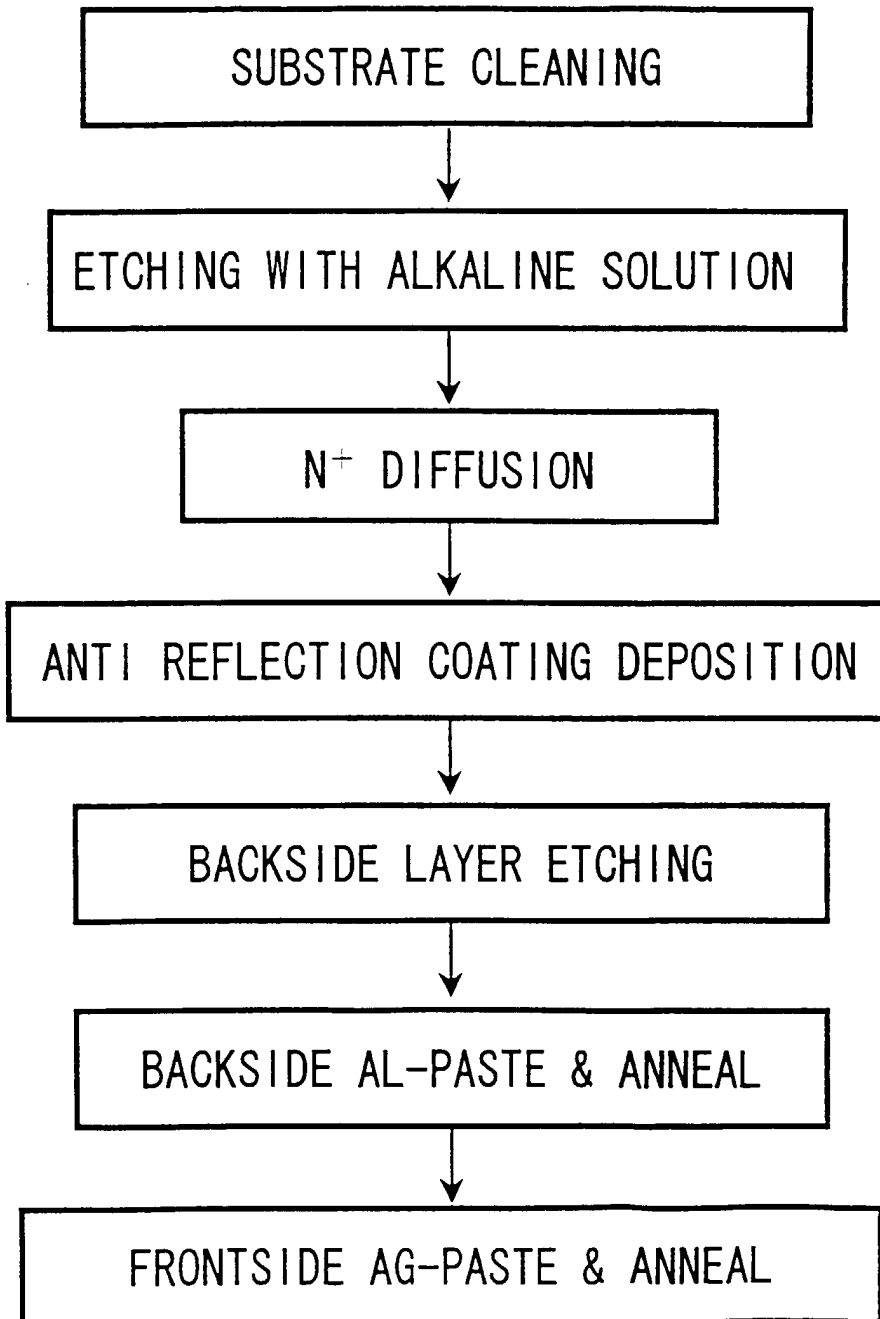 SUBSTRATE CLEANING
ETCHING WITH ALKALINE SOLUTION
N⁺ DIFFUSION
ANTI REFLECTION COATING DEPOSITION
BACKSIDE LAYER ETCHING
BACKSIDE AL-PASTE & ANNEAL
FRONTSIDE AG-PASTE & ANNEAL